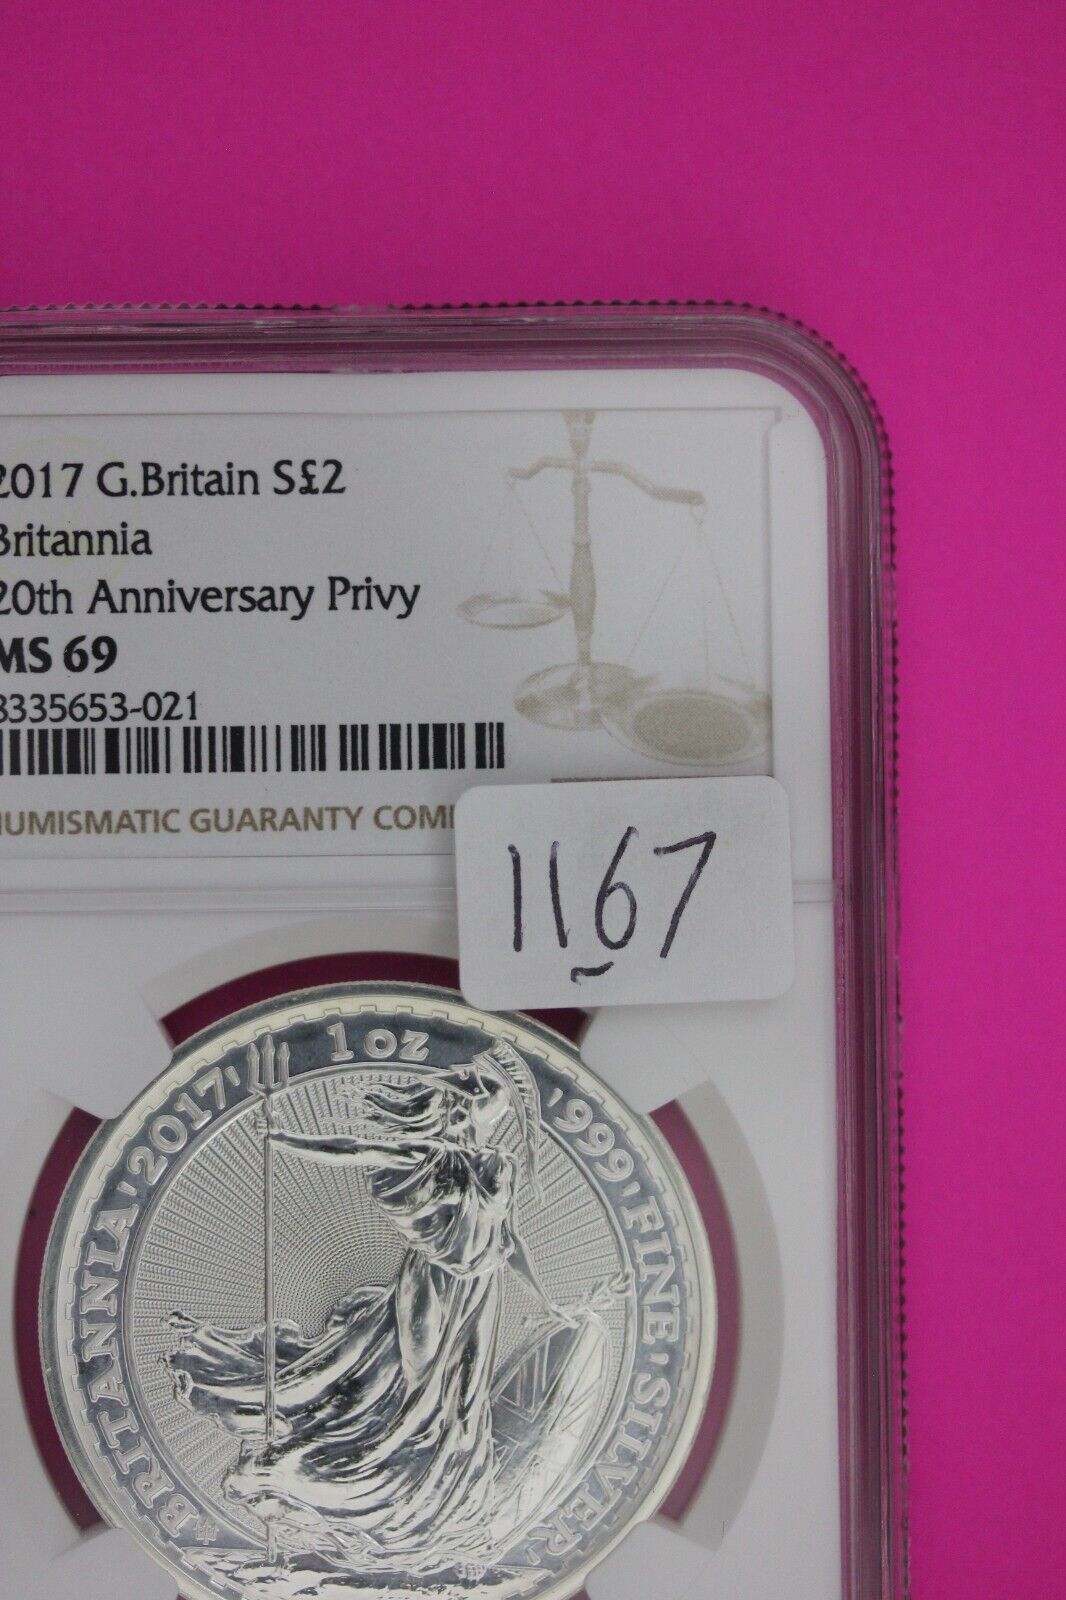 2017 G.Britain S£2
Britannia
20th Anniversary Privy
MS 69
8335653-021
NUMISMATIC GUARANTY COM
1167
BRITANNIA · 2017 · 1 oz · 999 · FINE · SILVER